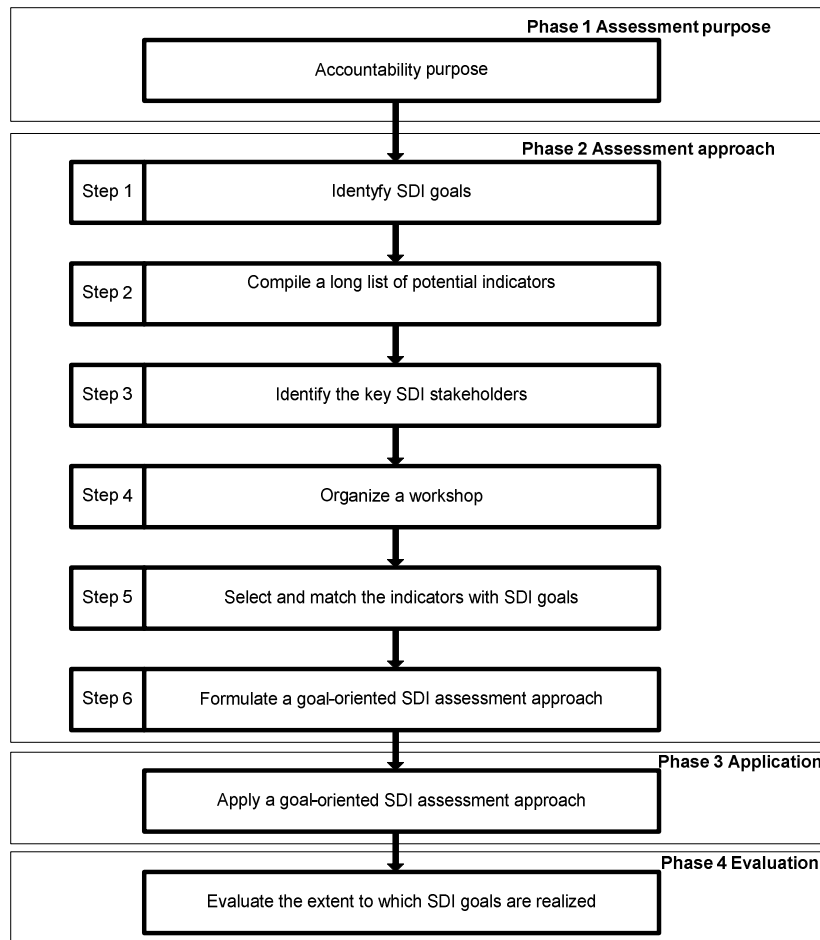 Phase 1 Assessment purpose
Accountability purpose
Phase 2 Assessment approach
Step 1
Identyfy SDI goals
Step 2
Compile a long list of potential indicators
Step 3
Identify the key SDI stakeholders
Step 4
Organize a workshop
Step 5
Select and match the indicators with SDI goals
Step 6
Formulate a goal-oriented SDI assessment approach
Phase 3 Application
Apply a goal-oriented SDI assessment approach
Phase 4 Evaluation
Evaluate the extent to which SDI goals are realized